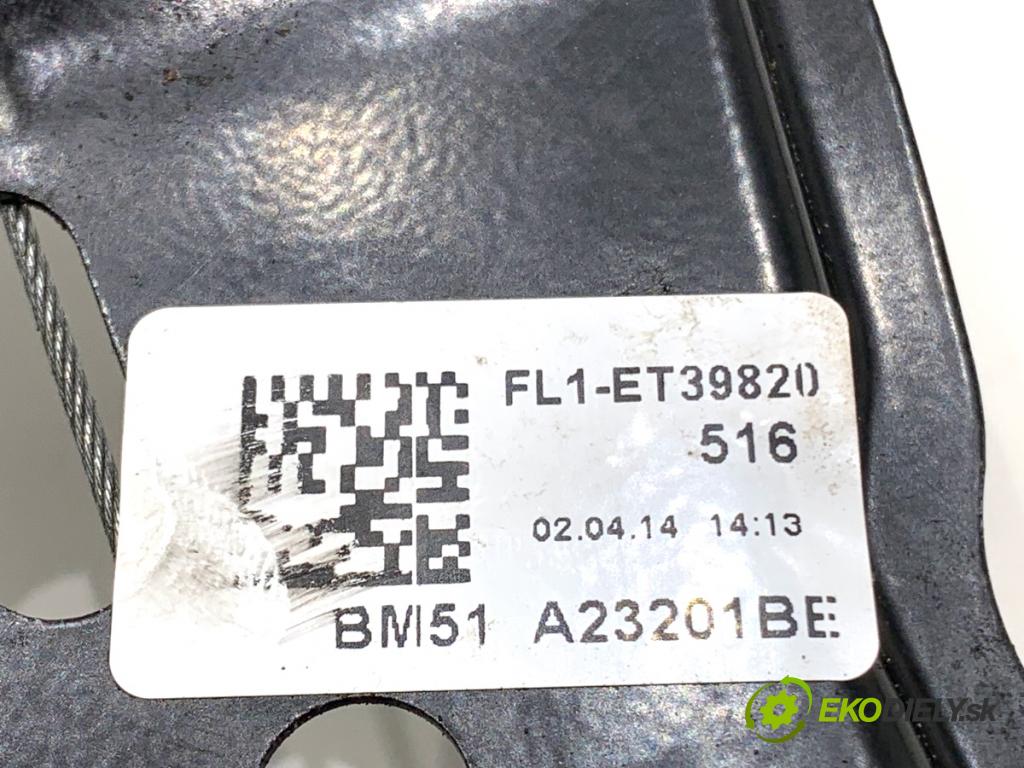 FL1-ET39820
516
02.04.14 14:13
BM51 A23201BE
EKODIELY.sk